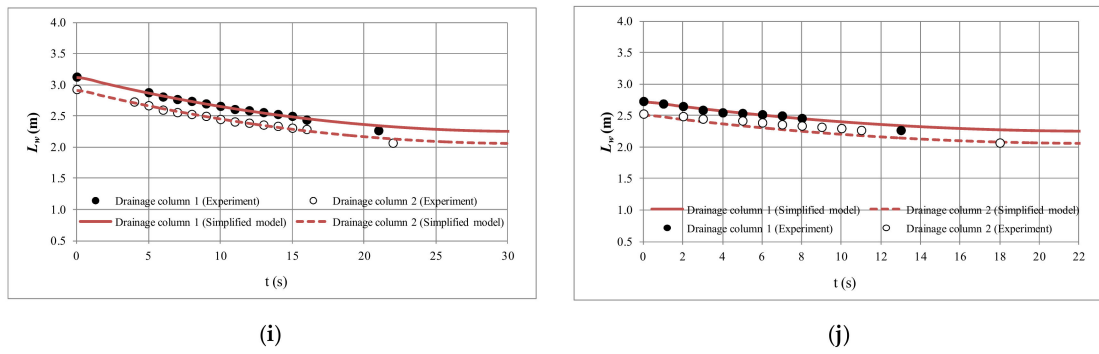 4.0
3.5
3.0
2.5
2.0
1.5
1.0
0.5
L_w (m)
Drainage column 1 (Experiment)
Drainage column 2 (Experiment)
Drainage column 1 (Simplified model)
Drainage column 2 (Simplified model)
0 5 10 15 20 25 30
t (s)
(i)
4.0
3.5
3.0
2.5
2.0
1.5
1.0
0.5
L_w (m)
Drainage column 1 (Simplified model)
Drainage column 2 (Simplified model)
Drainage column 1 (Experiment)
Drainage column 2 (Experiment)
0 2 4 6 8 10 12 14 16 18 20 22
t (s)
(j)